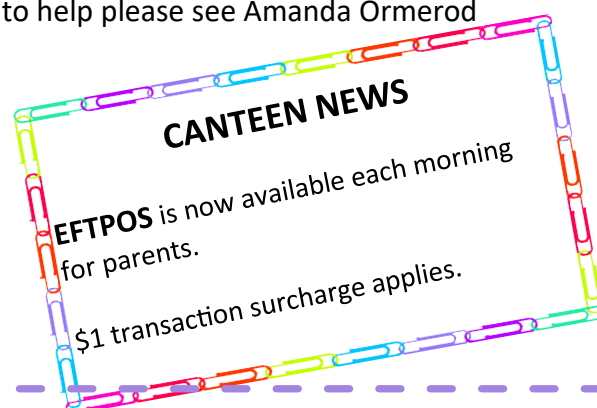 to help please see Amanda Ormerod
CANTEEN NEWS
EFTPOS is now available each morning
for parents.
$1 transaction surcharge applies.